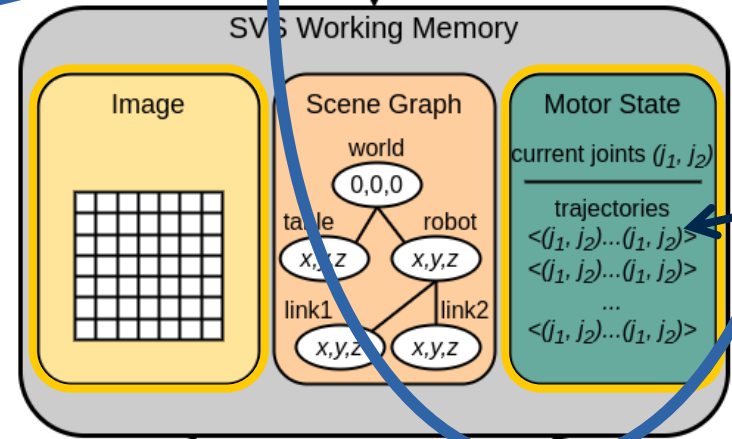 SVS Working Memory
Image
Scene Graph
world
0,0,0
table
robot
x,y,z
x,y,z
link1
link2
x,y,z
x,y,z
Motor State
current joints (j1, j2)
trajectories
<(j1, j2)...(j1, j2)>
<(j1, j2)...(j1, j2)>
...
<(j1, j2)...(j1, j2)>